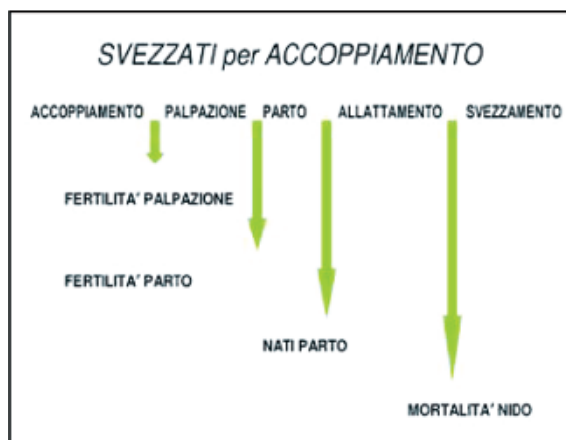 SVEZZATI per ACCOPPIAMENTO
ACCOPPIAMENTO PALPAZIONE PARTO ALLATTAMENTO SVEZZAMENTO
FERTILITA' PALPAZIONE
FERTILITA' PARTO
NATI PARTO
MORTALITA' NIDO